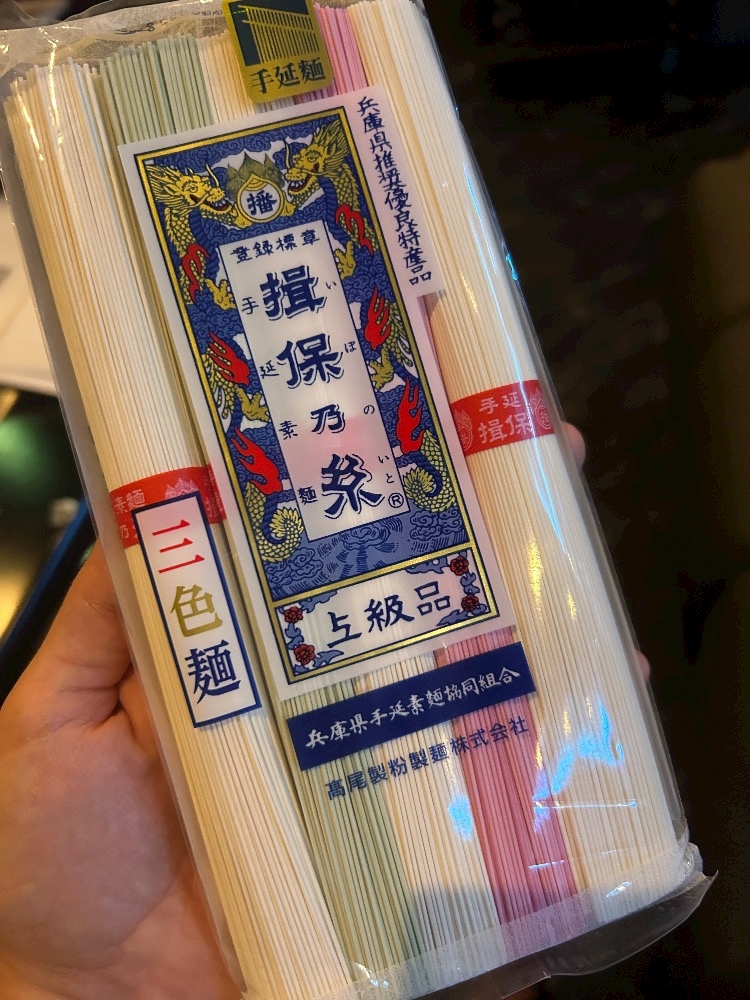 手延麺
兵庫県推奨優良特産品
播
登録標章
揖保乃糸
いぼのいと
手延素麺
®
上級品
手延
揖保
素麺
乃
三色麺
兵庫県手延素麺協同組合
髙尾製粉製麺株式会社